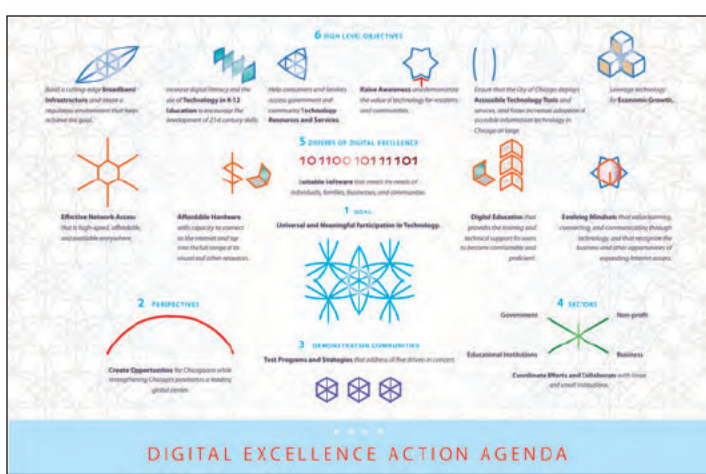 6 HIGH LEVEL OBJECTIVES
Build a cutting-edge Broadband
Infrastructure and create a
regulatory environment that helps
achieve this goal.
Increase digital literacy and the
use of Technology in K-12
Education to encourage the
development of 21st century skills.
Help consumers and families
access government and
community Technology
Resources and Services.
Raise Awareness and demonstrate
the value of technology for residents
and communities.
Ensure that the City of Chicago deploys
Accessible Technology Tools and
services, and fosters increased adoption of
accessible information technology in
Chicago at large.
Leverage technology
for Economic Growth.
5 DRIVERS OF DIGITAL EXCELLENCE
101100 10111101
Suitable Software that meets the needs of
individuals, families, businesses, and communities.
Effective Network Access
that is high-speed, affordable,
and available everywhere.
Affordable Hardware
with capacity to connect
to the internet and tap
into the full range of its
visual and other resources.
1 GOAL
Universal and Meaningful Participation in Technology.
Digital Education that
provides the training and
technical support for users
to become comfortable and
proficient.
Evolving Mindsets that value learning,
connecting, and communicating through
technology, and that recognize the
business and other opportunities of
expanding Internet access.
2 PERSPECTIVES
Create Opportunities for Chicagoans while
strengthening Chicago's position as a leading
global center.
3 DEMONSTRATION COMMUNITIES
Test Programs and Strategies that address all five drivers in concert.
4 SECTORS
Government
Non-profit
Educational Institutions
Business
Coordinate Efforts and Collaborate with large
and small institutions.
DIGITAL EXCELLENCE ACTION AGENDA